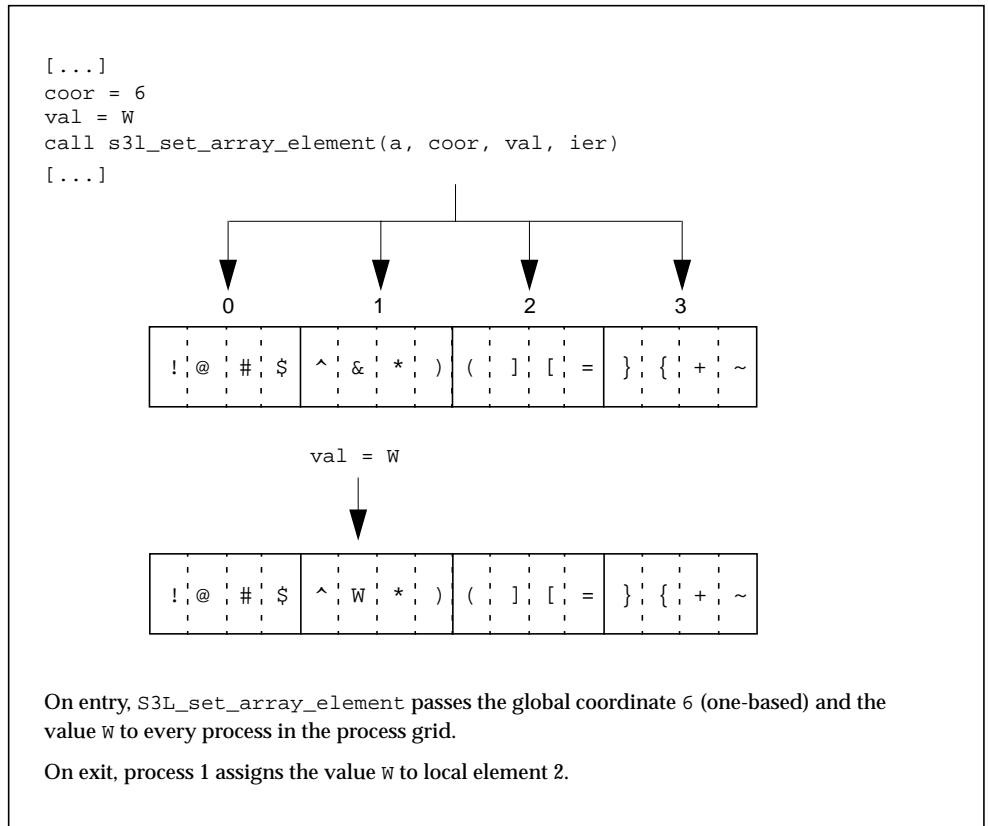 [...]
coor = 6
val = W
call s3l_set_array_element(a, coor, val, ier)
[...]
0 1 2 3
! @ # $ ^ & * ) ( ] [ = } { + ~
val = W
! @ # $ ^ W * ) ( ] [ = } { + ~
On entry, S3L_set_array_element passes the global coordinate 6 (one-based) and the
value W to every process in the process grid.
On exit, process 1 assigns the value W to local element 2.